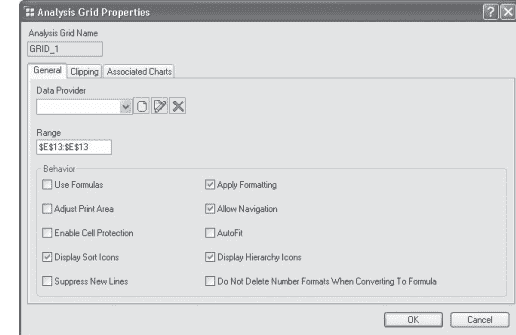 Analysis Grid Properties
Analysis Grid Name
GRID_1
General Clipping Associated Charts
Data Provider
Range
$E$13:$E$13
Behavior
Use Formulas Apply Formatting
Adjust Print Area Allow Navigation
Enable Cell Protection AutoFit
Display Sort Icons Display Hierarchy Icons
Suppress New Lines Do Not Delete Number Formats When Converting To Formula
OK Cancel